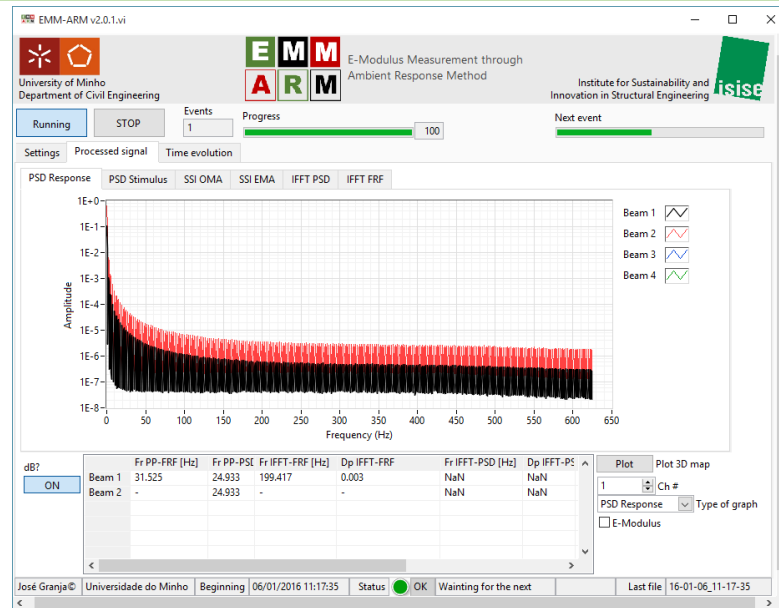 EMM-ARM v2.0.1.vi
University of Minho
Department of Civil Engineering
E M M
A R M
E-Modulus Measurement through
Ambient Response Method
Institute for Sustainability and
Innovation in Structural Engineering
isise
Running STOP Events 1 Progress 100 Next event
Settings Processed signal Time evolution
PSD Response PSD Stimulus SSI OMA SSI EMA IFFT PSD IFFT FRF
1E+0
1E-1
1E-2
1E-3
1E-4
1E-5
1E-6
1E-7
1E-8
Amplitude
0 50 100 150 200 250 300 350 400 450 500 550 600 650
Frequency (Hz)
Beam 1
Beam 2
Beam 3
Beam 4
dB?
ON
Fr PP-FRF [Hz] Fr PP-PSI Fr IFFT-FRF [Hz] Dp IFFT-FRF Fr IFFT-PSD [Hz] Dp IFFT-PS
Beam 1 31.525 24.933 199.417 0.003 NaN NaN
Beam 2 - 24.933 - - NaN NaN
Plot Plot 3D map
1 Ch #
PSD Response Type of graph
E-Modulus
José Granja© Universidade do Minho Beginning 06/01/2016 11:17:35 Status OK Wainting for the next Last file 16-01-06_11-17-35